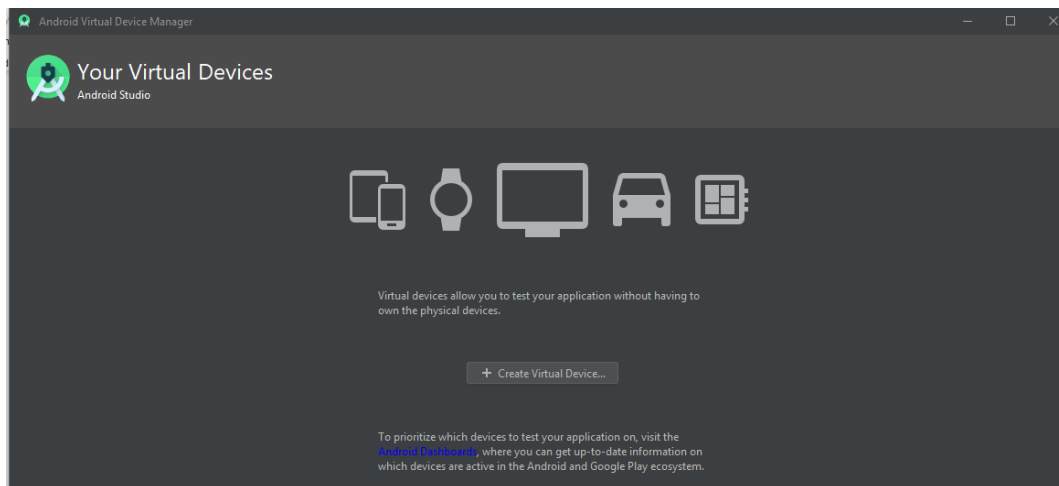 Android Virtual Device Manager
Your Virtual Devices
Android Studio
Virtual devices allow you to test your application without having to
own the physical devices.
+ Create Virtual Device...
To prioritize which devices to test your application on, visit the
Android Dashboards, where you can get up-to-date information on
which devices are active in the Android and Google Play ecosystem.